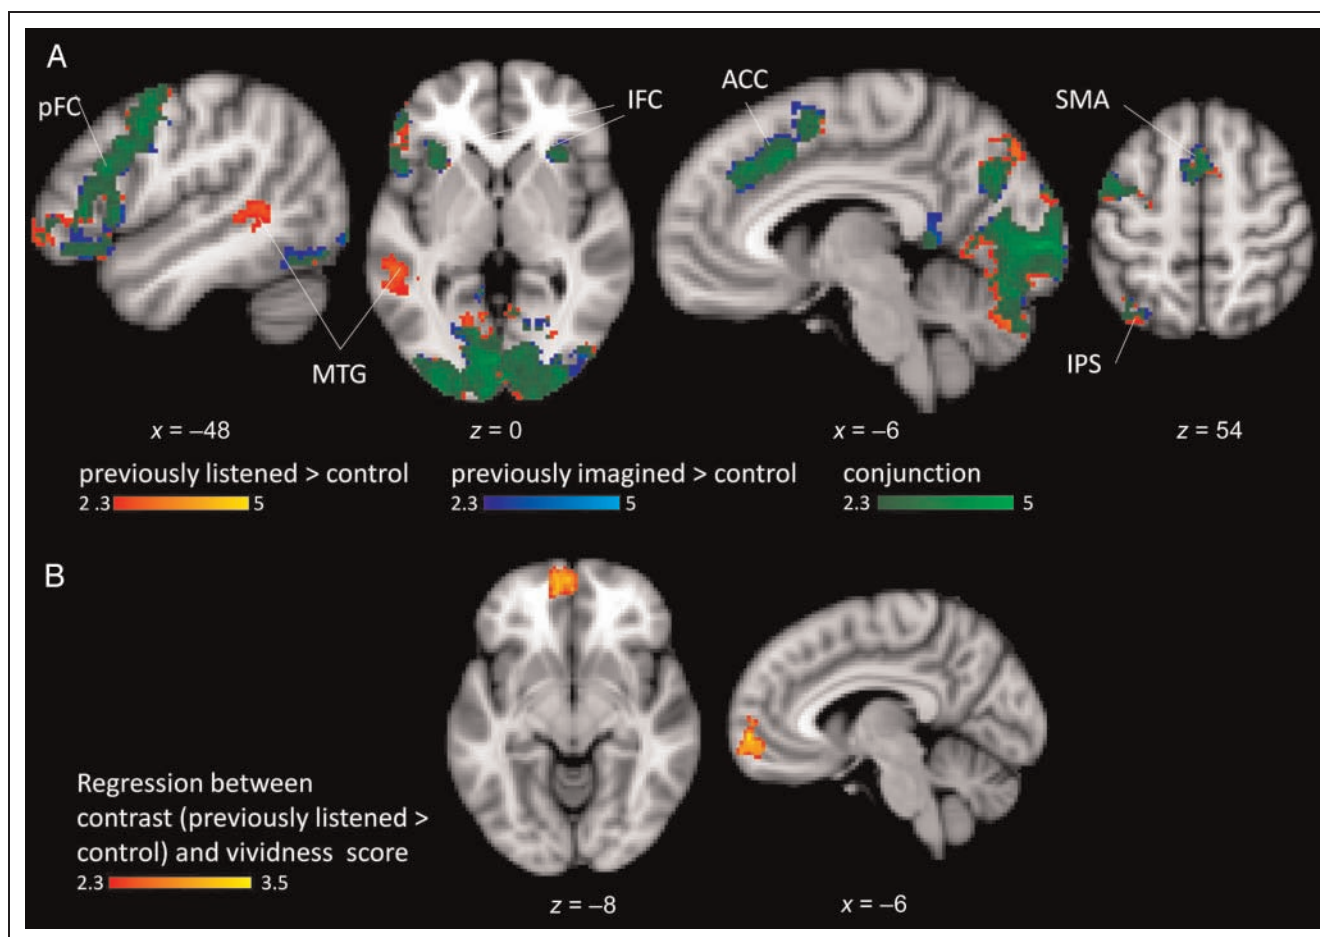 A
pFC
IFC
ACC
SMA
MTG
IPS
x = –48
z = 0
x = –6
z = 54
previously listened > control
2 .3 5
previously imagined > control
2.3 5
conjunction
2.3 5
B
Regression between
contrast (previously listened >
control) and vividness score
2.3 3.5
z = –8
x = –6